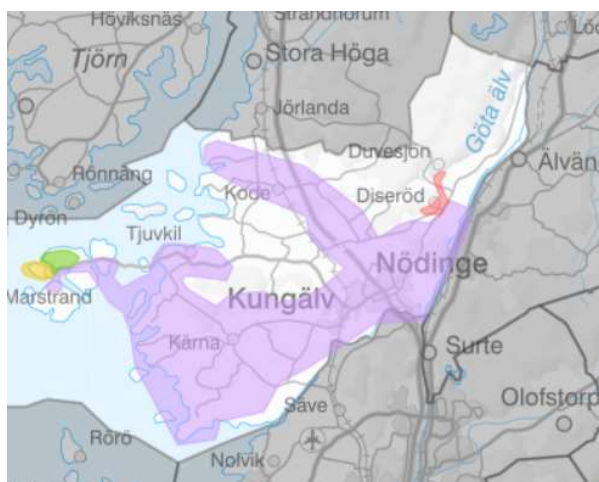 Höviksnäs
Strandnorum
Tjörn
Stora Höga
Jörlanda
Göta älv
Duvesjön
Älvän
Rönnäng
Kode
Diseröd
Dyrön
Tjuvkil
Nödinge
Marstrand
Kungälv
Kärna
Surte
Olofstorp
Säve
Rörö
Nolvik